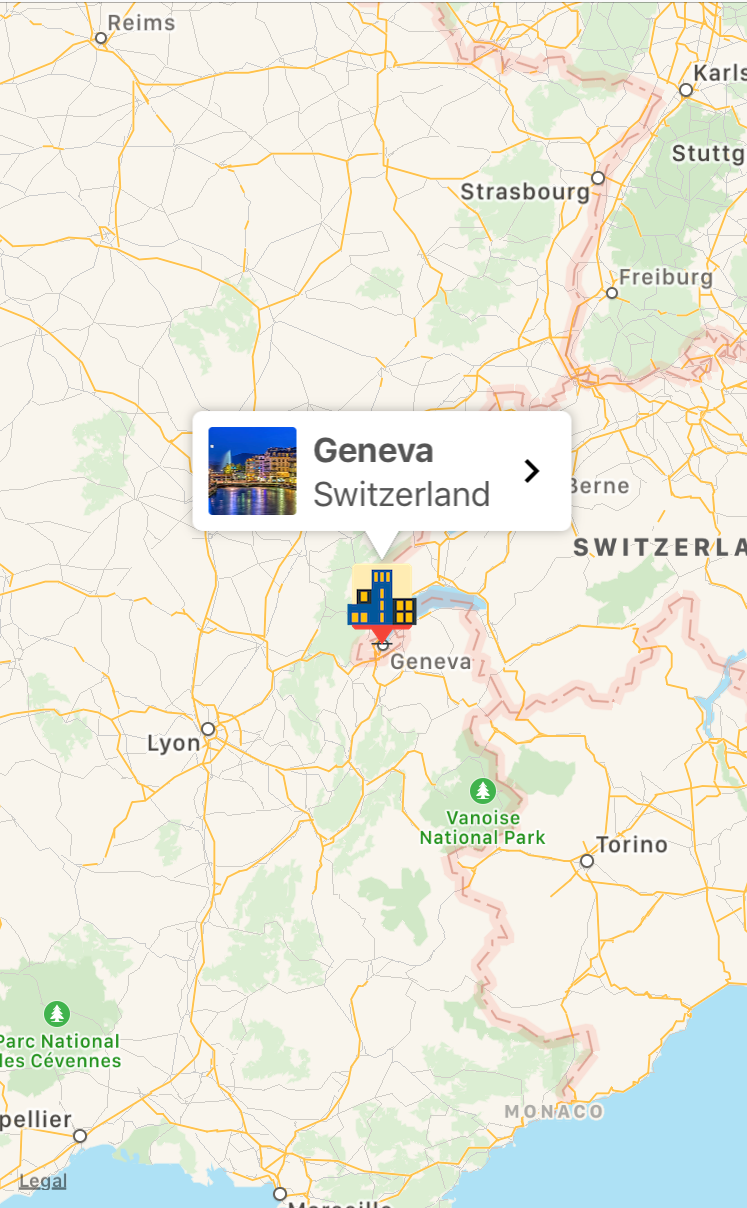 Reims
Karls
Stuttg
Strasbourg
Freiburg
Geneva
Switzerland
Berne
SWITZERLA
Geneva
Lyon
Vanoise
National Park
Torino
Parc National
des Cévennes
MONACO
pellier
Legal
Marseille